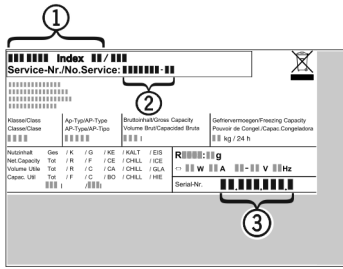 1
Index /
Service-Nr./No.Service: -
2
Klasse/Class Ap-Typ/AP-Type Bruttoinhalt/Gross Capacity Gefriervermoegen/Freezing Capacity
Classe/Clase AP-Type/AP-Tipo Volume Brut/Capacidad Bruta Pouvoir de Congel./Capac.Congeladora
l kg / 24 h
Nutzinhalt Ges / K / G / KE / KALT / EIS
Net.Capacity Tot / R / F / CE / CHILL / ICE
Volume Utile Tot / R / C / CA / CHILL / GLA
Capac. Util Tot / F / C / BO / CHILL / HIE
l / l
R : g
W A - V Hz
Serial-Nr. . . .
3